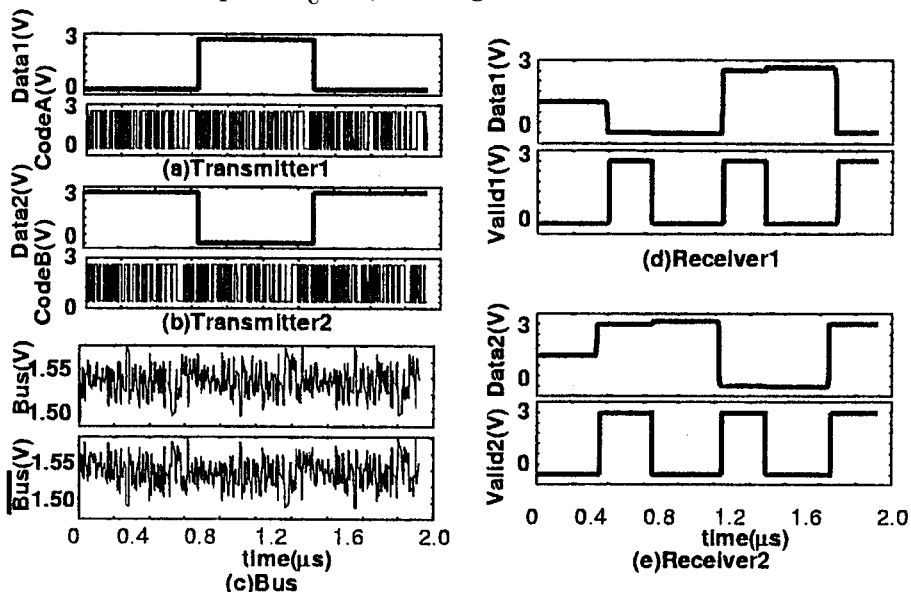 Data1(V)
3
0
CodeA(V)
3
0
(a)Transmitter1
Data2(V)
3
0
CodeB(V)
3
0
(b)Transmitter2
Bus(V)
1.55
1.50
Bus(V)
1.55
1.50
0 0.4 0.8 1.2 1.6 2.0
time(μs)
(c)Bus
Data1(V)
3
0
Valid1(V)
3
0
(d)Receiver1
Data2(V)
3
0
Valid2(V)
3
0
0 0.4 0.8 1.2 1.6 2.0
time(μs)
(e)Receiver2